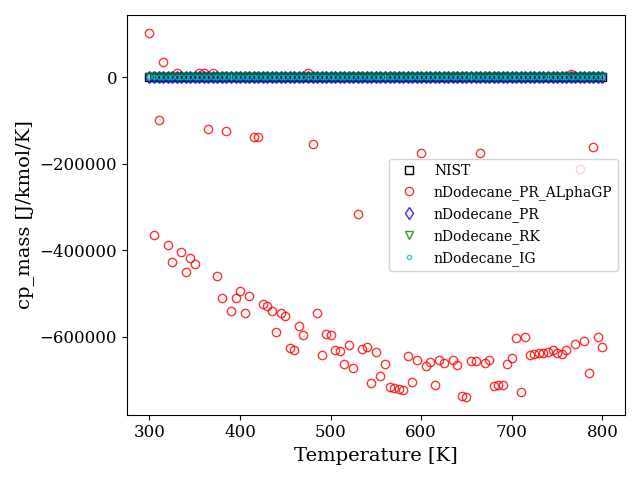 0
−200000
−400000
−600000
cp_mass [J/kmol/K]
NIST
nDodecane_PR_ALphaGP
nDodecane_PR
nDodecane_RK
nDodecane_IG
300 400 500 600 700 800
Temperature [K]